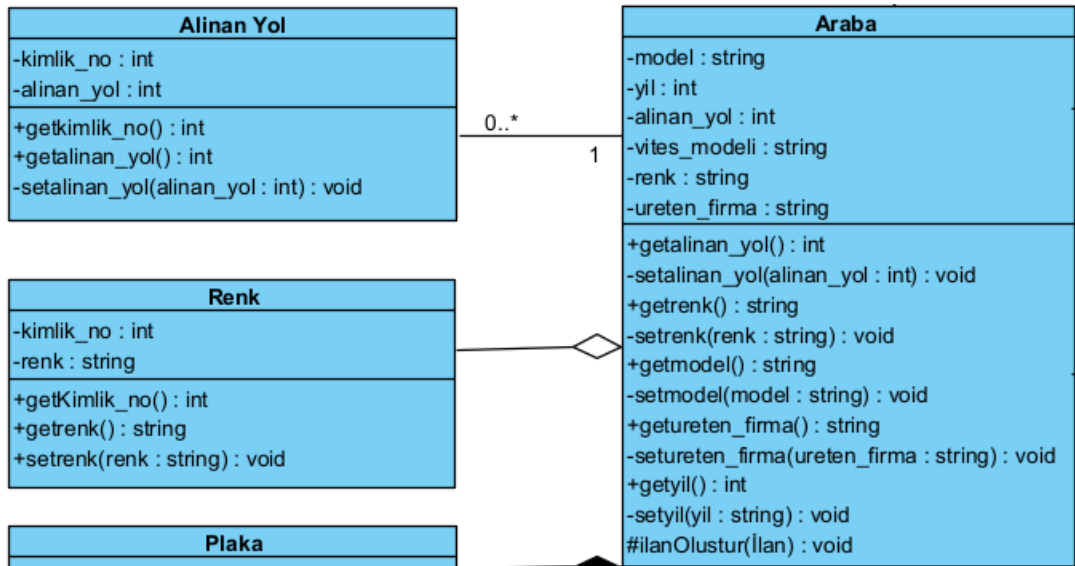 Alinan Yol
-kimlik_no : int
-alinan_yol : int
+getkimlik_no() : int
+getalinan_yol() : int
-setalinan_yol(alinan_yol : int) : void
0..*
1
Araba
-model : string
-yil : int
-alinan_yol : int
-vites_modeli : string
-renk : string
-ureten_firma : string
+getalinan_yol() : int
-setalinan_yol(alinan_yol : int) : void
+getrenk() : string
-setrenk(renk : string) : void
+getmodel() : string
-setmodel(model : string) : void
+getureten_firma() : string
-setureten_firma(ureten_firma : string) : void
+getyil() : int
-setyil(yil : string) : void
#ilanOlustur(İlan) : void
Renk
-kimlik_no : int
-renk : string
+getKimlik_no() : int
+getrenk() : string
+setrenk(renk : string) : void
Plaka